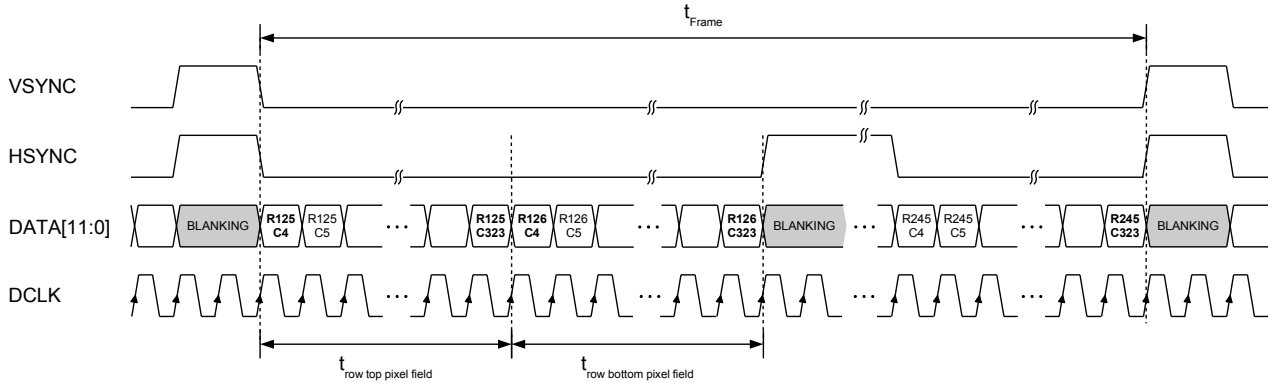 t Frame
VSYNC
HSYNC
DATA[11:0]
BLANKING
R125
C4
R125
C5
R125
C323
R126
C4
R126
C5
R126
C323
BLANKING
R245
C4
R245
C5
R245
C323
BLANKING
DCLK
t row top pixel field
t row bottom pixel field